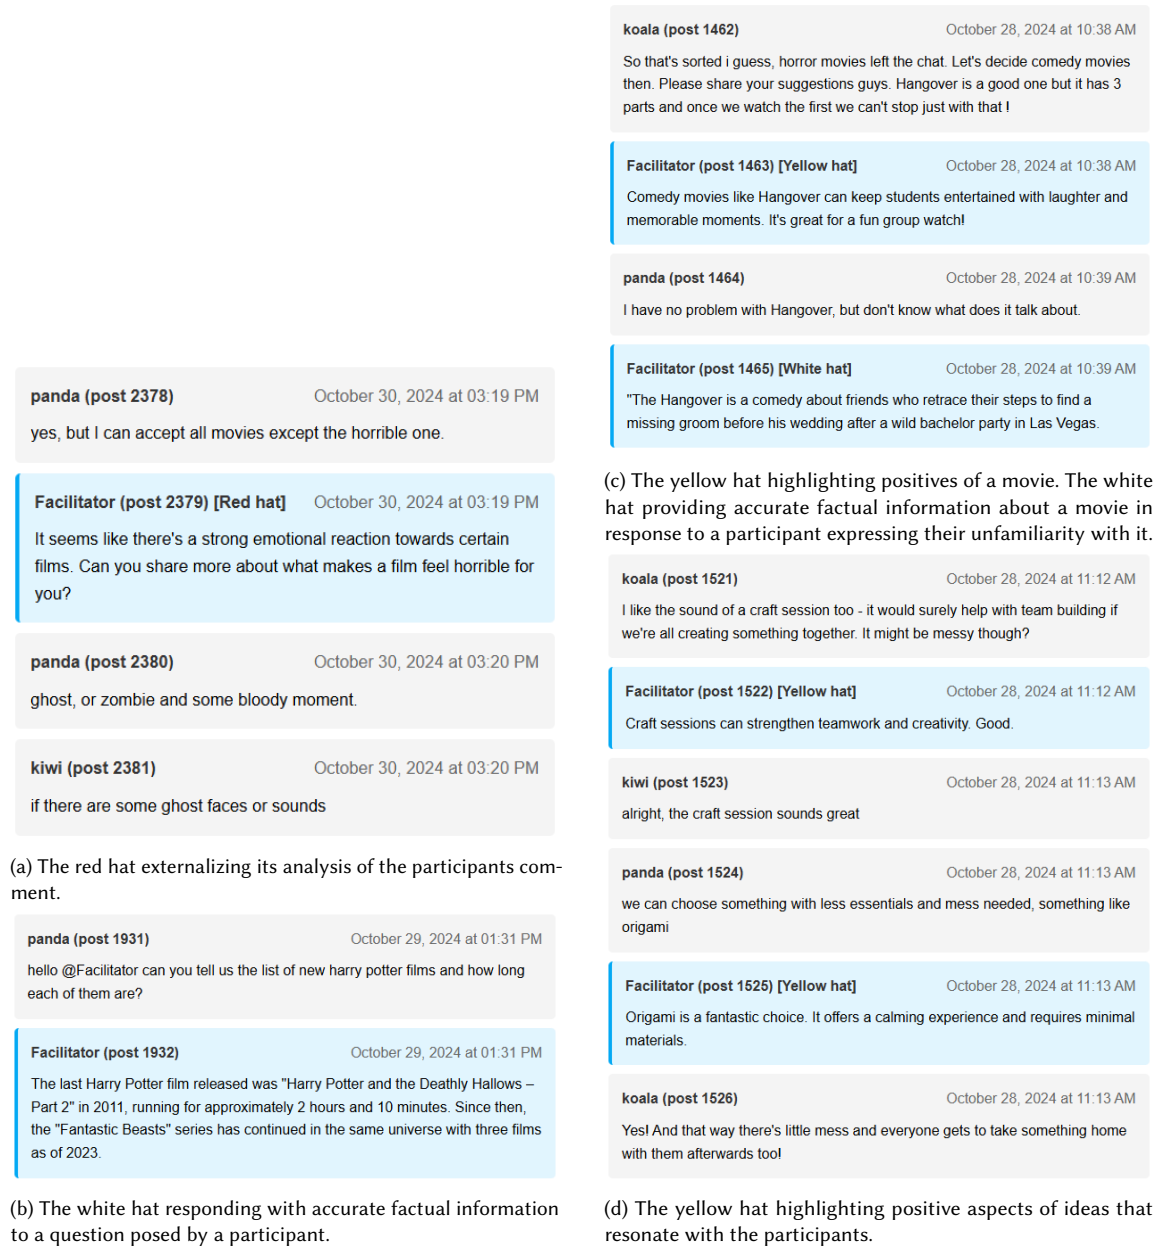 panda (post 2378) October 30, 2024 at 03:19 PM
yes, but I can accept all movies except the horrible one.
Facilitator (post 2379) [Red hat] October 30, 2024 at 03:19 PM
It seems like there's a strong emotional reaction towards certain
films. Can you share more about what makes a film feel horrible for
you?
panda (post 2380) October 30, 2024 at 03:20 PM
ghost, or zombie and some bloody moment.
kiwi (post 2381) October 30, 2024 at 03:20 PM
if there are some ghost faces or sounds
(a) The red hat externalizing its analysis of the participants com-
ment.
panda (post 1931) October 29, 2024 at 01:31 PM
hello @Facilitator can you tell us the list of new harry potter films and how long
each of them are?
Facilitator (post 1932) October 29, 2024 at 01:31 PM
The last Harry Potter film released was "Harry Potter and the Deathly Hallows –
Part 2" in 2011, running for approximately 2 hours and 10 minutes. Since then,
the "Fantastic Beasts" series has continued in the same universe with three films
as of 2023.
(b) The white hat responding with accurate factual information
to a question posed by a participant.
koala (post 1462) October 28, 2024 at 10:38 AM
So that's sorted i guess, horror movies left the chat. Let's decide comedy movies
then. Please share your suggestions guys. Hangover is a good one but it has 3
parts and once we watch the first we can't stop just with that !
Facilitator (post 1463) [Yellow hat] October 28, 2024 at 10:38 AM
Comedy movies like Hangover can keep students entertained with laughter and
memorable moments. It's great for a fun group watch!
panda (post 1464) October 28, 2024 at 10:39 AM
I have no problem with Hangover, but don't know what does it talk about.
Facilitator (post 1465) [White hat] October 28, 2024 at 10:39 AM
"The Hangover is a comedy about friends who retrace their steps to find a
missing groom before his wedding after a wild bachelor party in Las Vegas.
(c) The yellow hat highlighting positives of a movie. The white
hat providing accurate factual information about a movie in
response to a participant expressing their unfamiliarity with it.
koala (post 1521) October 28, 2024 at 11:12 AM
I like the sound of a craft session too - it would surely help with team building if
we're all creating something together. It might be messy though?
Facilitator (post 1522) [Yellow hat] October 28, 2024 at 11:12 AM
Craft sessions can strengthen teamwork and creativity. Good.
kiwi (post 1523) October 28, 2024 at 11:13 AM
alright, the craft session sounds great
panda (post 1524) October 28, 2024 at 11:13 AM
we can choose something with less essentials and mess needed, something like
origami
Facilitator (post 1525) [Yellow hat] October 28, 2024 at 11:13 AM
Origami is a fantastic choice. It offers a calming experience and requires minimal
materials.
koala (post 1526) October 28, 2024 at 11:13 AM
Yes! And that way there's little mess and everyone gets to take something home
with them afterwards too!
(d) The yellow hat highlighting positive aspects of ideas that
resonate with the participants.